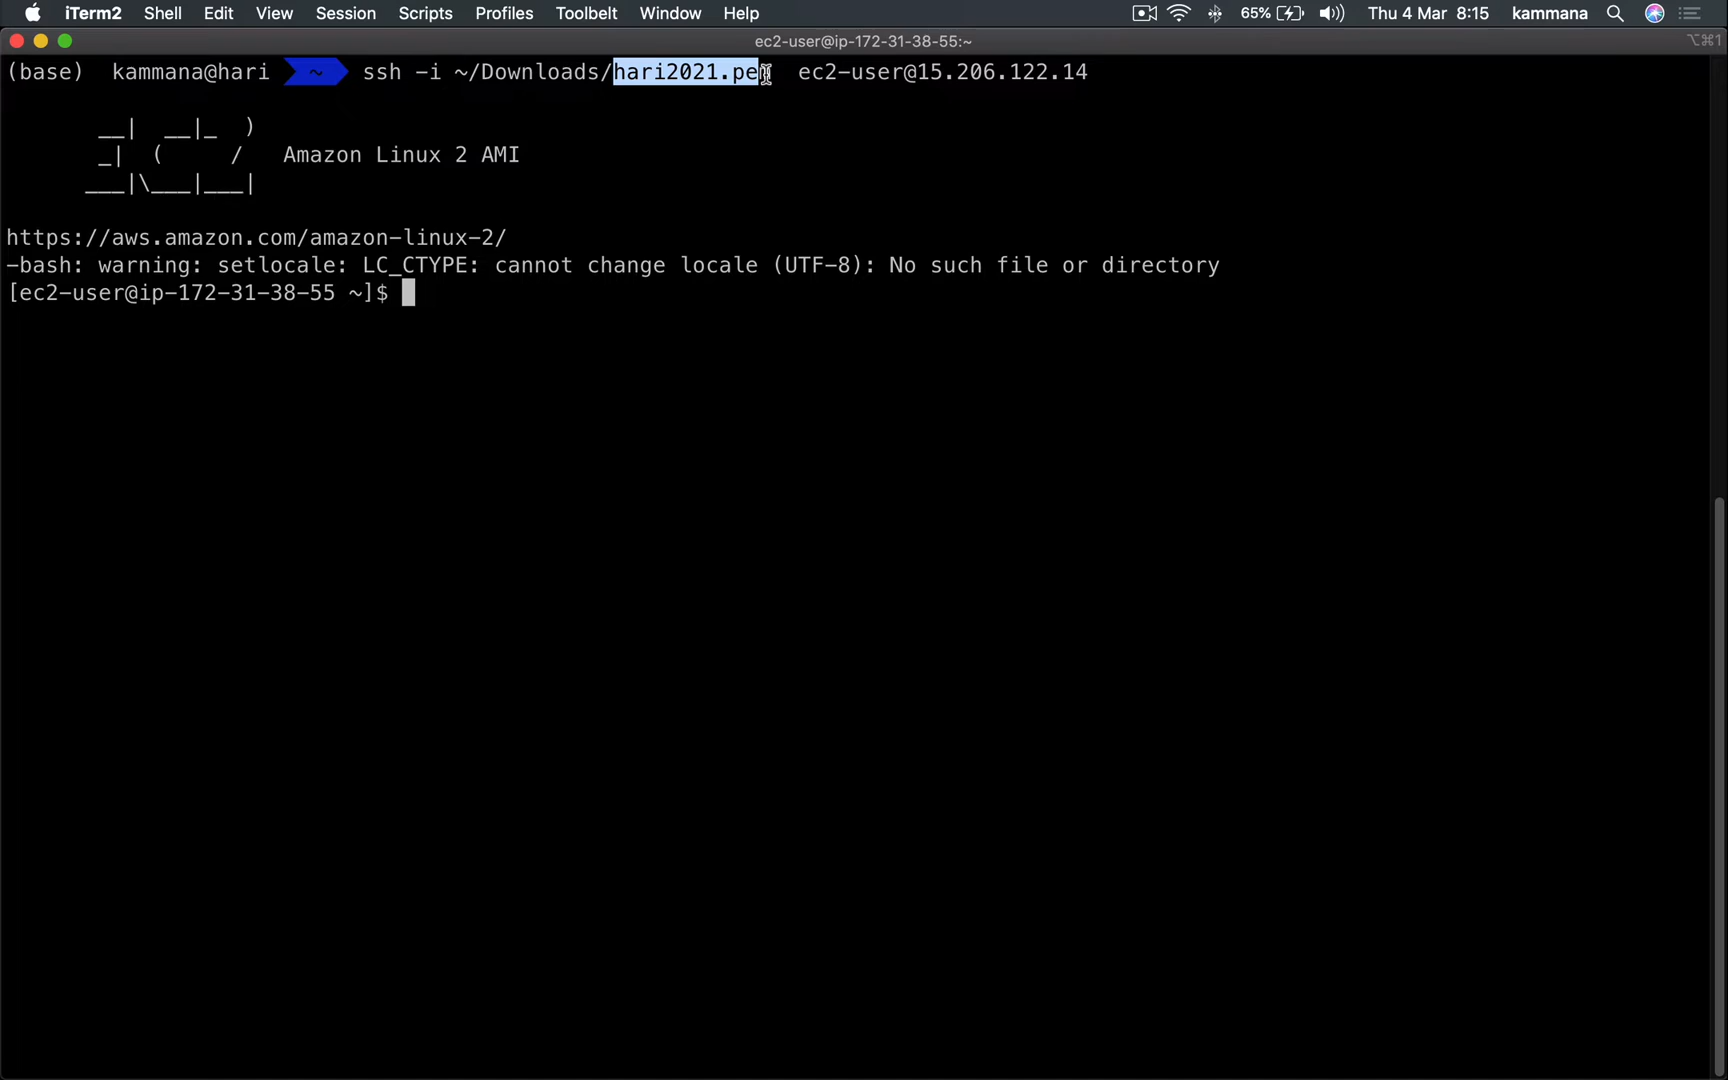 iTerm2 Shell Edit View Session Scripts Profiles Toolbelt Window Help 65% Thu 4 Mar 8:15 kammana
ec2-user@ip-172-31-38-55:~ ⌥⌘1
(base) kammana@hari ~ ssh -i ~/Downloads/hari2021.pem ec2-user@15.206.122.14
__|  __|_  )
_|  (     /   Amazon Linux 2 AMI
___|\___|___|
https://aws.amazon.com/amazon-linux-2/
-bash: warning: setlocale: LC_CTYPE: cannot change locale (UTF-8): No such file or directory
[ec2-user@ip-172-31-38-55 ~]$